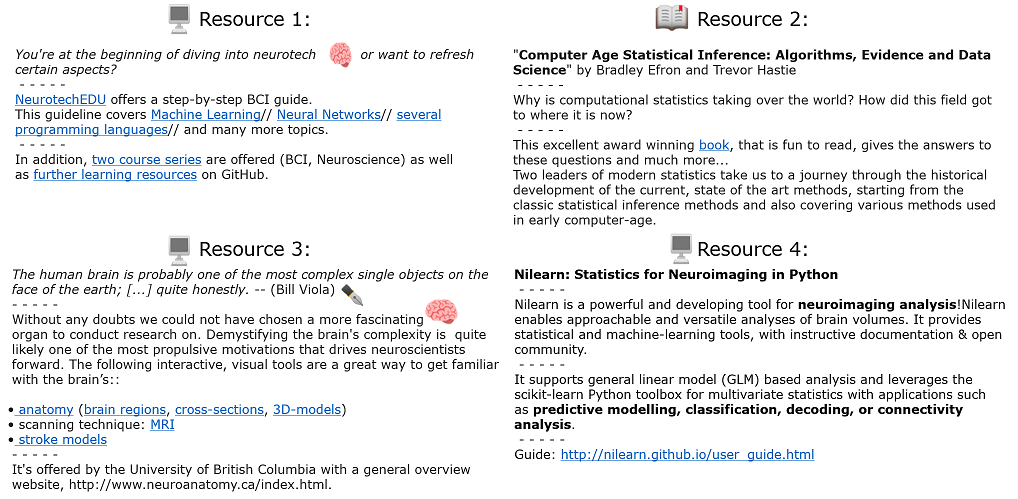 Resource 1:
You're at the beginning of diving into neurotech or want to refresh
certain aspects?
- - - - -
NeurotechEDU offers a step-by-step BCI guide.
This guideline covers Machine Learning// Neural Networks// several
programming languages// and many more topics.
- - - - -
In addition, two course series are offered (BCI, Neuroscience) as well
as further learning resources on GitHub.
Resource 2:
"Computer Age Statistical Inference: Algorithms, Evidence and Data
Science" by Bradley Efron and Trevor Hastie
- - - - -
Why is computational statistics taking over the world? How did this field got
to where it is now?
- - - - -
This excellent award winning book, that is fun to read, gives the answers to
these questions and much more...
Two leaders of modern statistics take us to a journey through the historical
development of the current, state of the art methods, starting from the
classic statistical inference methods and also covering various methods used
in early computer-age.
Resource 3:
The human brain is probably one of the most complex single objects on the
face of the earth; [...] quite honestly. -- (Bill Viola)
- - - - -
Without any doubts we could not have chosen a more fascinating
organ to conduct research on. Demystifying the brain's complexity is quite
likely one of the most propulsive motivations that drives neuroscientists
forward. The following interactive, visual tools are a great way to get familiar
with the brain's::
• anatomy (brain regions, cross-sections, 3D-models)
• scanning technique: MRI
• stroke models
- - - - -
It's offered by the University of British Columbia with a general overview
website, http://www.neuroanatomy.ca/index.html.
Resource 4:
Nilearn: Statistics for Neuroimaging in Python
- - - - -
Nilearn is a powerful and developing tool for neuroimaging analysis!Nilearn
enables approachable and versatile analyses of brain volumes. It provides
statistical and machine-learning tools, with instructive documentation & open
community.
- - - - -
It supports general linear model (GLM) based analysis and leverages the
scikit-learn Python toolbox for multivariate statistics with applications such
as predictive modelling, classification, decoding, or connectivity
analysis.
- - - - -
Guide: http://nilearn.github.io/user_guide.html